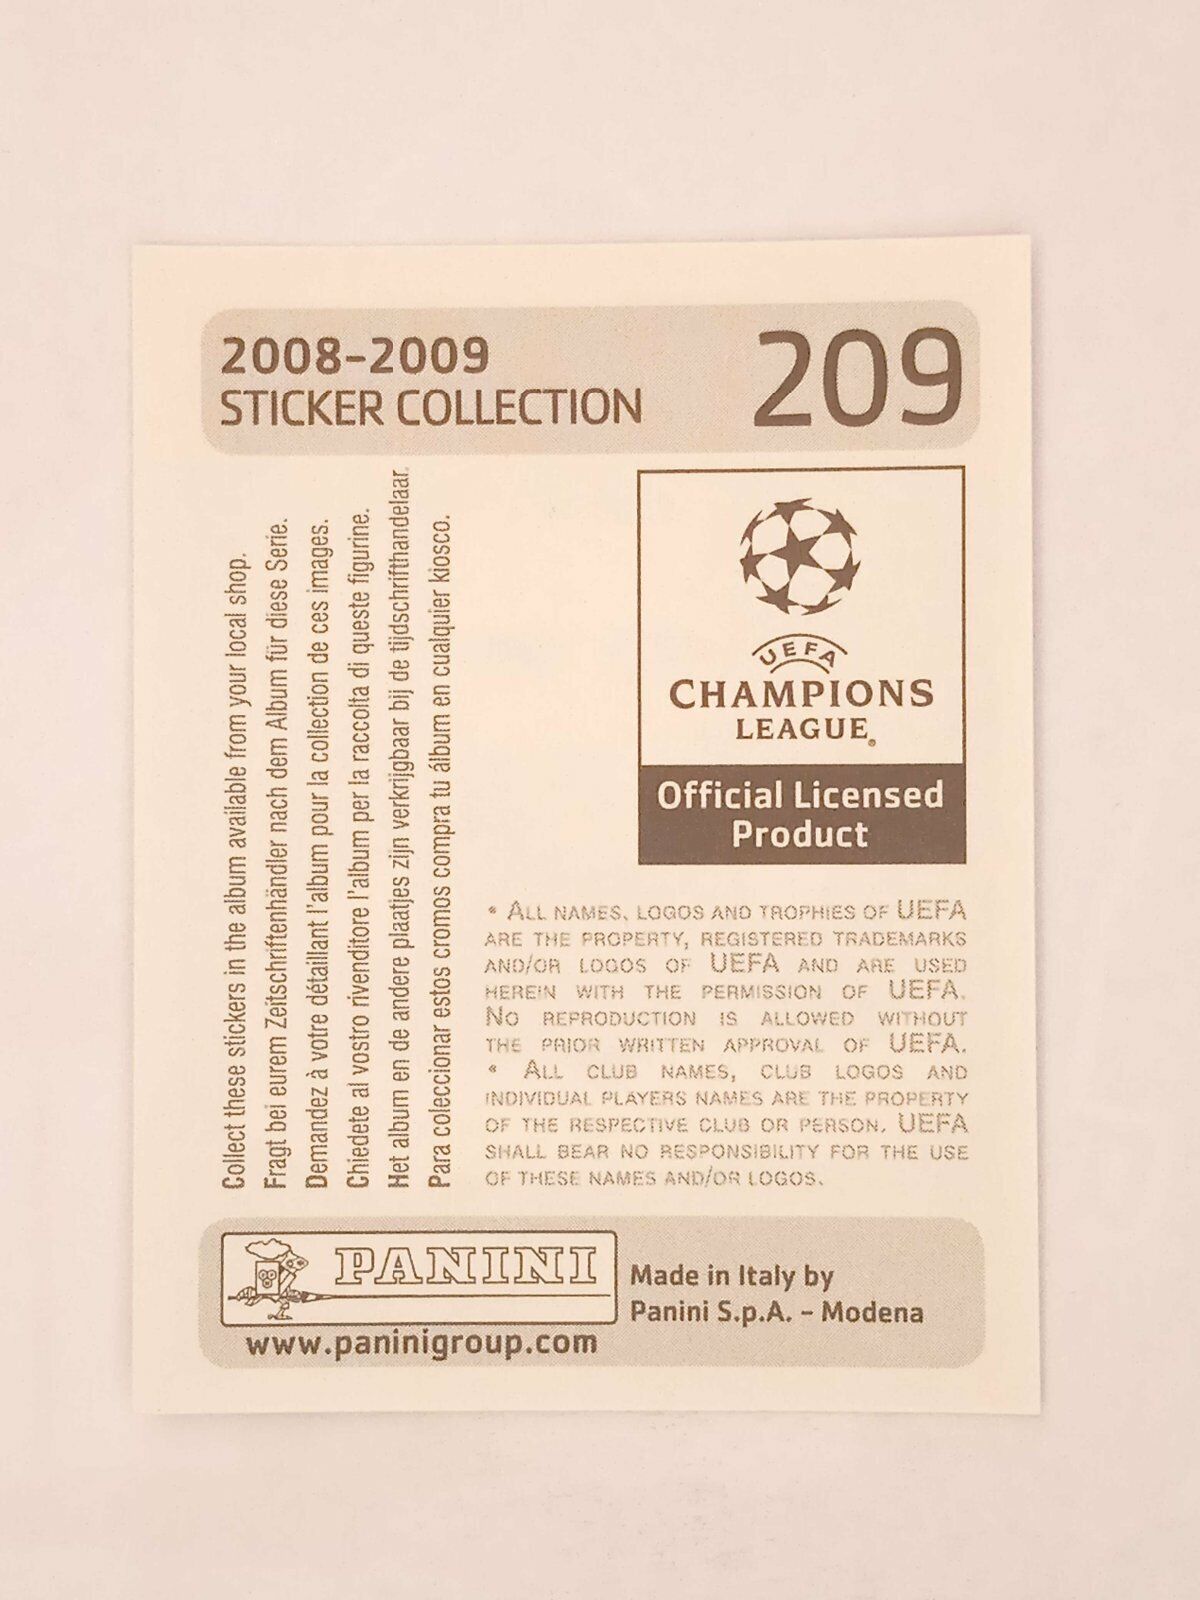 2008-2009
STICKER COLLECTION
209
Collect these stickers in the album available from your local shop.
Fragt bei eurem Zeitschriftenhändler nach dem Album für diese Serie.
Demandez à votre détaillant l'album pour la collection de ces images.
Chiedete al vostro rivenditore l'album per la raccolta di queste figurine.
Het album en de andere plaatjes zijn verkrijgbaar bij de tijdschrifthandelaar.
Para coleccionar estos cromos compra tu álbum en cualquier kiosco.
UEFA
CHAMPIONS
LEAGUE®
Official Licensed
Product
* ALL NAMES, LOGOS AND TROPHIES OF UEFA
ARE THE PROPERTY, REGISTERED TRADEMARKS
AND/OR LOGOS OF UEFA AND ARE USED
HEREIN WITH THE PERMISSION OF UEFA.
NO REPRODUCTION IS ALLOWED WITHOUT
THE PRIOR WRITTEN APPROVAL OF UEFA.
* ALL CLUB NAMES, CLUB LOGOS AND
INDIVIDUAL PLAYERS NAMES ARE THE PROPERTY
OF THE RESPECTIVE CLUB OR PERSON. UEFA
SHALL BEAR NO RESPONSIBILITY FOR THE USE
OF THESE NAMES AND/OR LOGOS.
PANINI
www.paninigroup.com
Made in Italy by
Panini S.p.A. - Modena